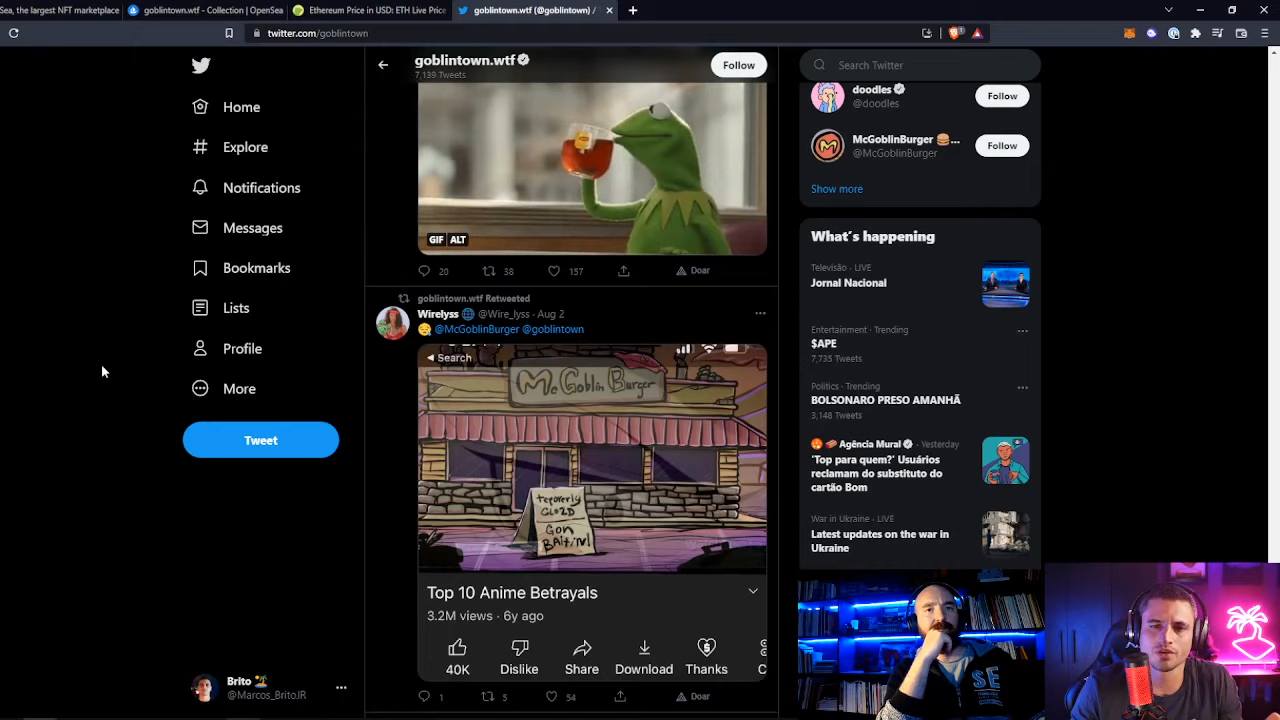 Sea, the largest NFT marketplace
goblintown.wtf - Collection | OpenSea
Ethereum Price in USD: ETH Live Price
goblintown.wtf (@goblintown) /
twitter.com/goblintown
Home
Explore
Notifications
Messages
Bookmarks
Lists
Profile
More
Tweet
Brito
@Marcos_BritoJR
goblintown.wtf
7,139 Tweets
Follow
GIF ALT
20 38 157 Doar
goblintown.wtf Retweeted
Wirelyss @Wire_lyss · Aug 2
@McGoblinBurger @goblintown
Search
McGoblin Burger
temporerly
CLOZD
GON
BAiTiN!
Top 10 Anime Betrayals
3.2M views · 6y ago
40K Dislike Share Download Thanks C
1 5 54 Doar
Search Twitter
doodles
@doodles
Follow
McGoblinBurger 🍔...
@McGoblinBurger
Follow
Show more
What's happening
Televisão · LIVE
Jornal Nacional
Entertainment · Trending
$APE
7,735 Tweets
Politics · Trending
BOLSONARO PRESO AMANHÃ
3,148 Tweets
Agência Mural · Yesterday
'Top para quem?' Usuários
reclamam do substituto do
cartão Bom
War in Ukraine · LIVE
Latest updates on the war in
Ukraine
SE